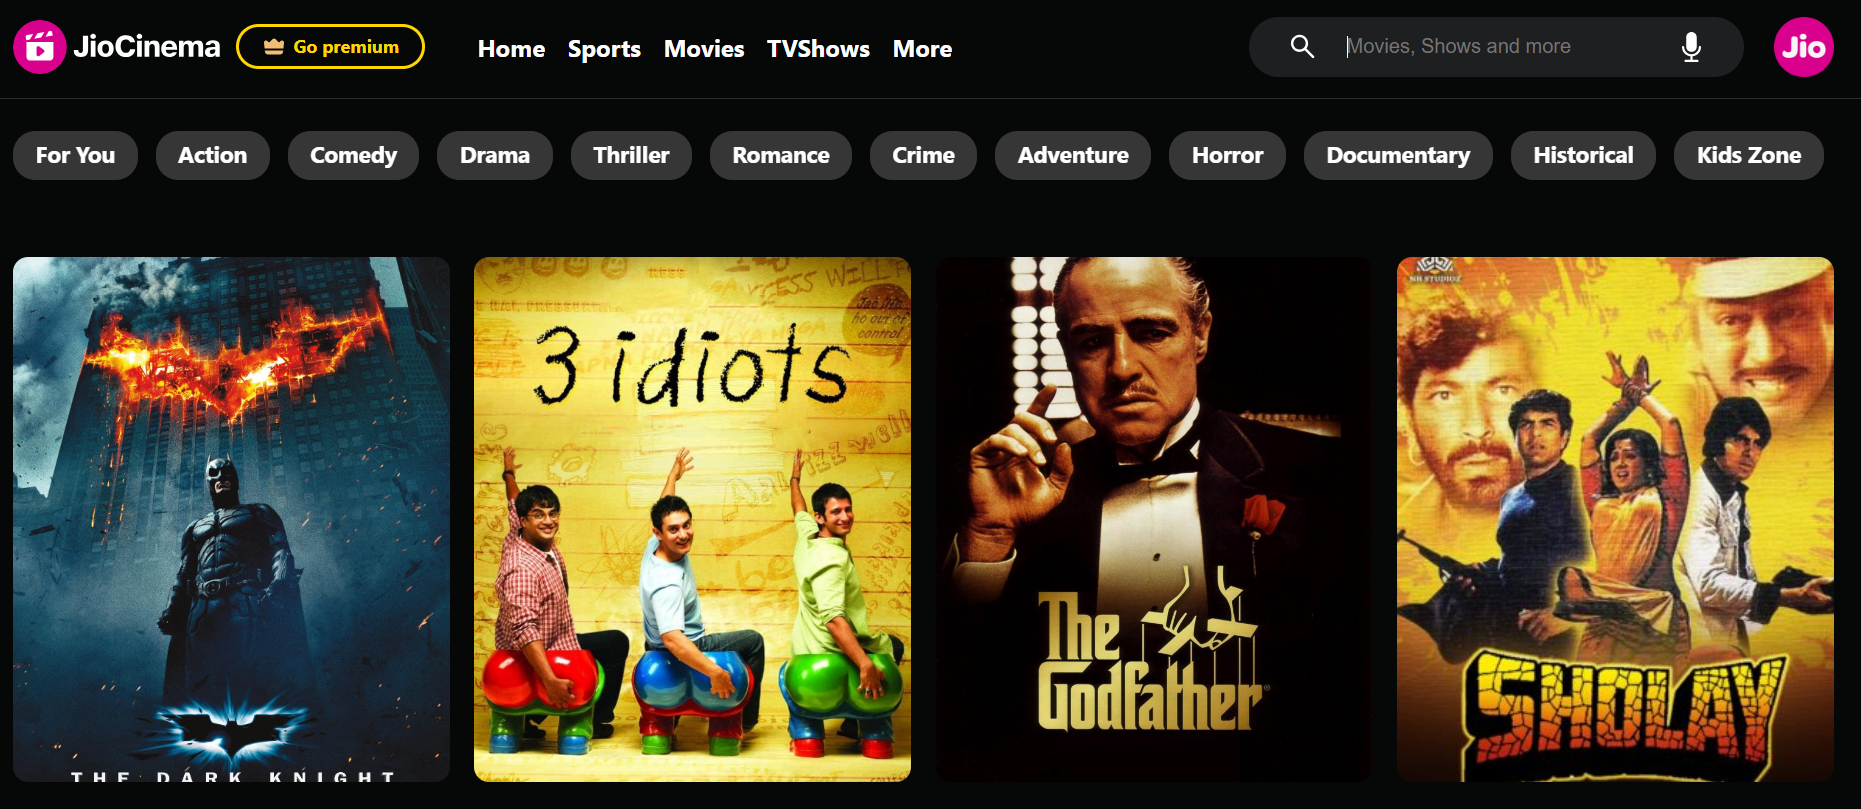 JioCinema
Go premium
Home Sports Movies TVShows More
Movies, Shows and more
Jio
For You Action Comedy Drama Thriller Romance Crime Adventure Horror Documentary Historical Kids Zone
THE DARK KNIGHT
3 idiots
The
Godfather
SHOLAY